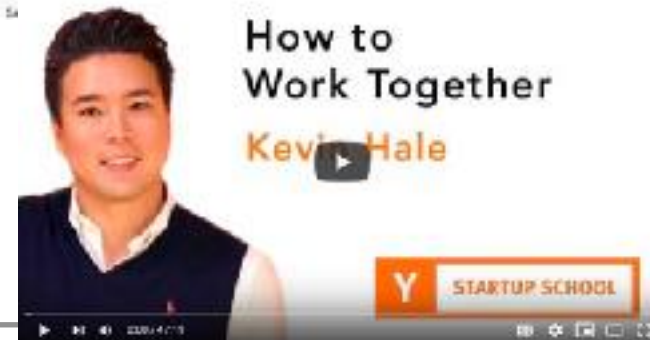 How to
Work Together
Kevin Hale
Y
STARTUP SCHOOL